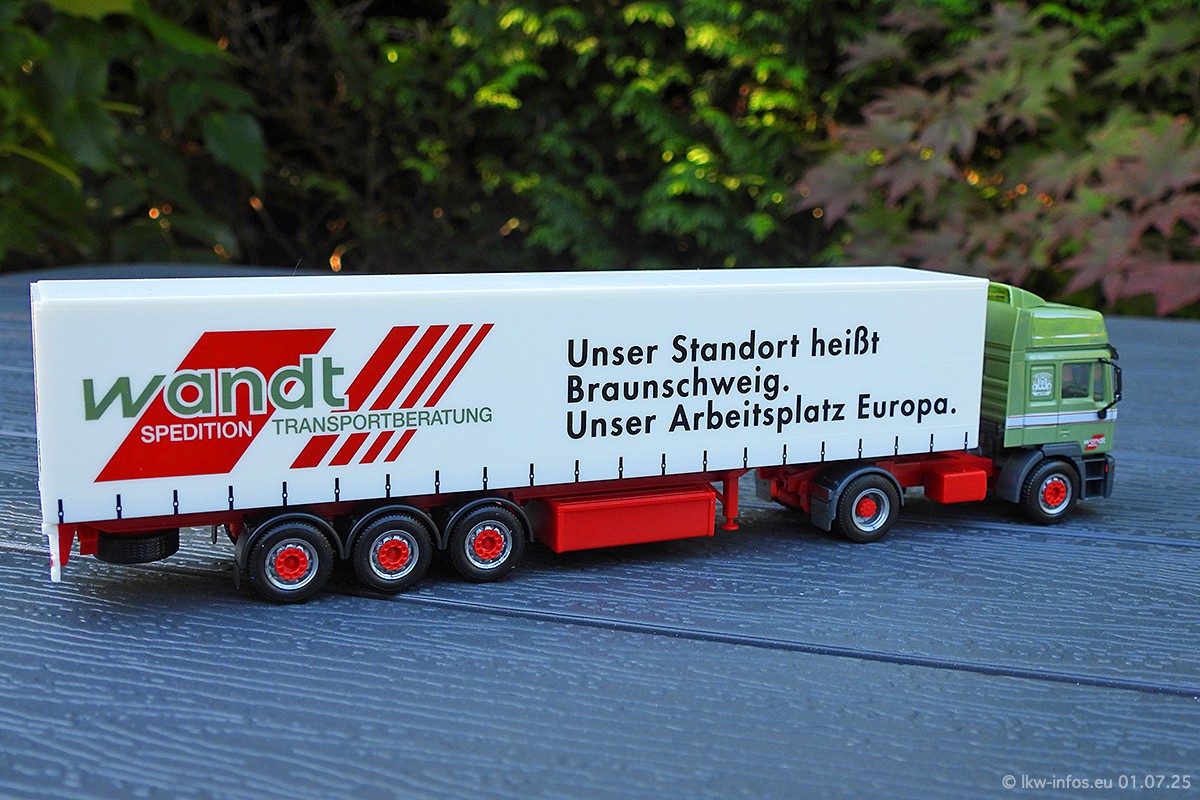 wandt
SPEDITION TRANSPORTBERATUNG
Unser Standort heißt
Braunschweig.
Unser Arbeitsplatz Europa.
© lkw-infos.eu 01.07.25